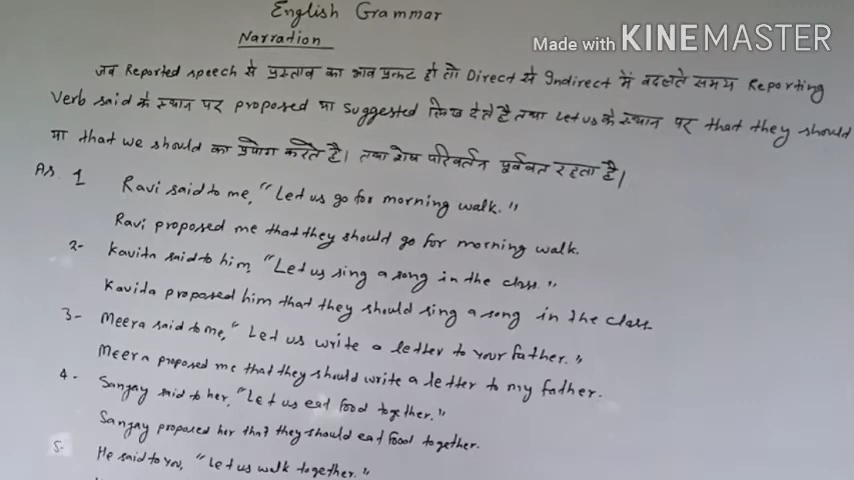 English Grammar
Made with KINEMASTER
Narration
जब Reported speech से प्रस्ताव का भाव प्रकट हो तो Direct से Indirect में बदलते समय Reporting
Verb said के स्थान पर proposed या suggested लिख देते है तथा Let us के स्थान पर that they should
या that we should का प्रयोग करते है। तथा शेष परिवर्तन पूर्ववत रहता है।
As. 1 Ravi said to me, "Let us go for morning walk."
Ravi proposed me that they should go for morning walk.
2- Kavita said to him, "Let us sing a song in the class."
Kavita proposed him that they should sing a song in the class
3- Meera said to me, "Let us write a letter to your father."
Meera proposed me that they should write a letter to my father.
4- Sanjay said to her, "Let us eat food together."
Sanjay proposed her that they should eat food together.
5- He said to you, "Let us walk together."